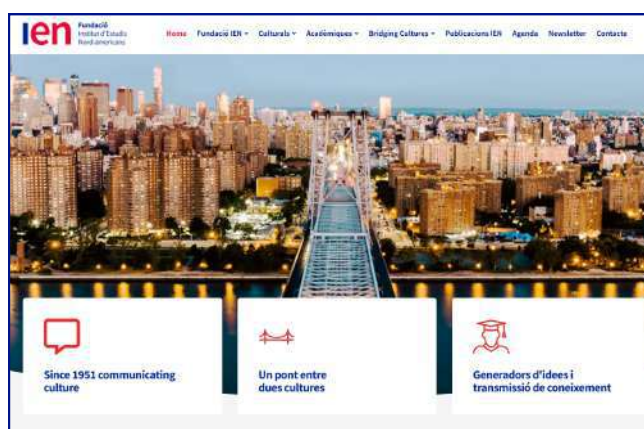 ien
Fundació
Institut d'Estudis
Nord-americans
Home Fundació IEN Culturals Acadèmiques Bridging Cultures Publicacions IEN Agenda Newsletter Contacte
Since 1951 communicating
culture
Un pont entre
dues cultures
Generadors d'idees i
transmissió de coneixement